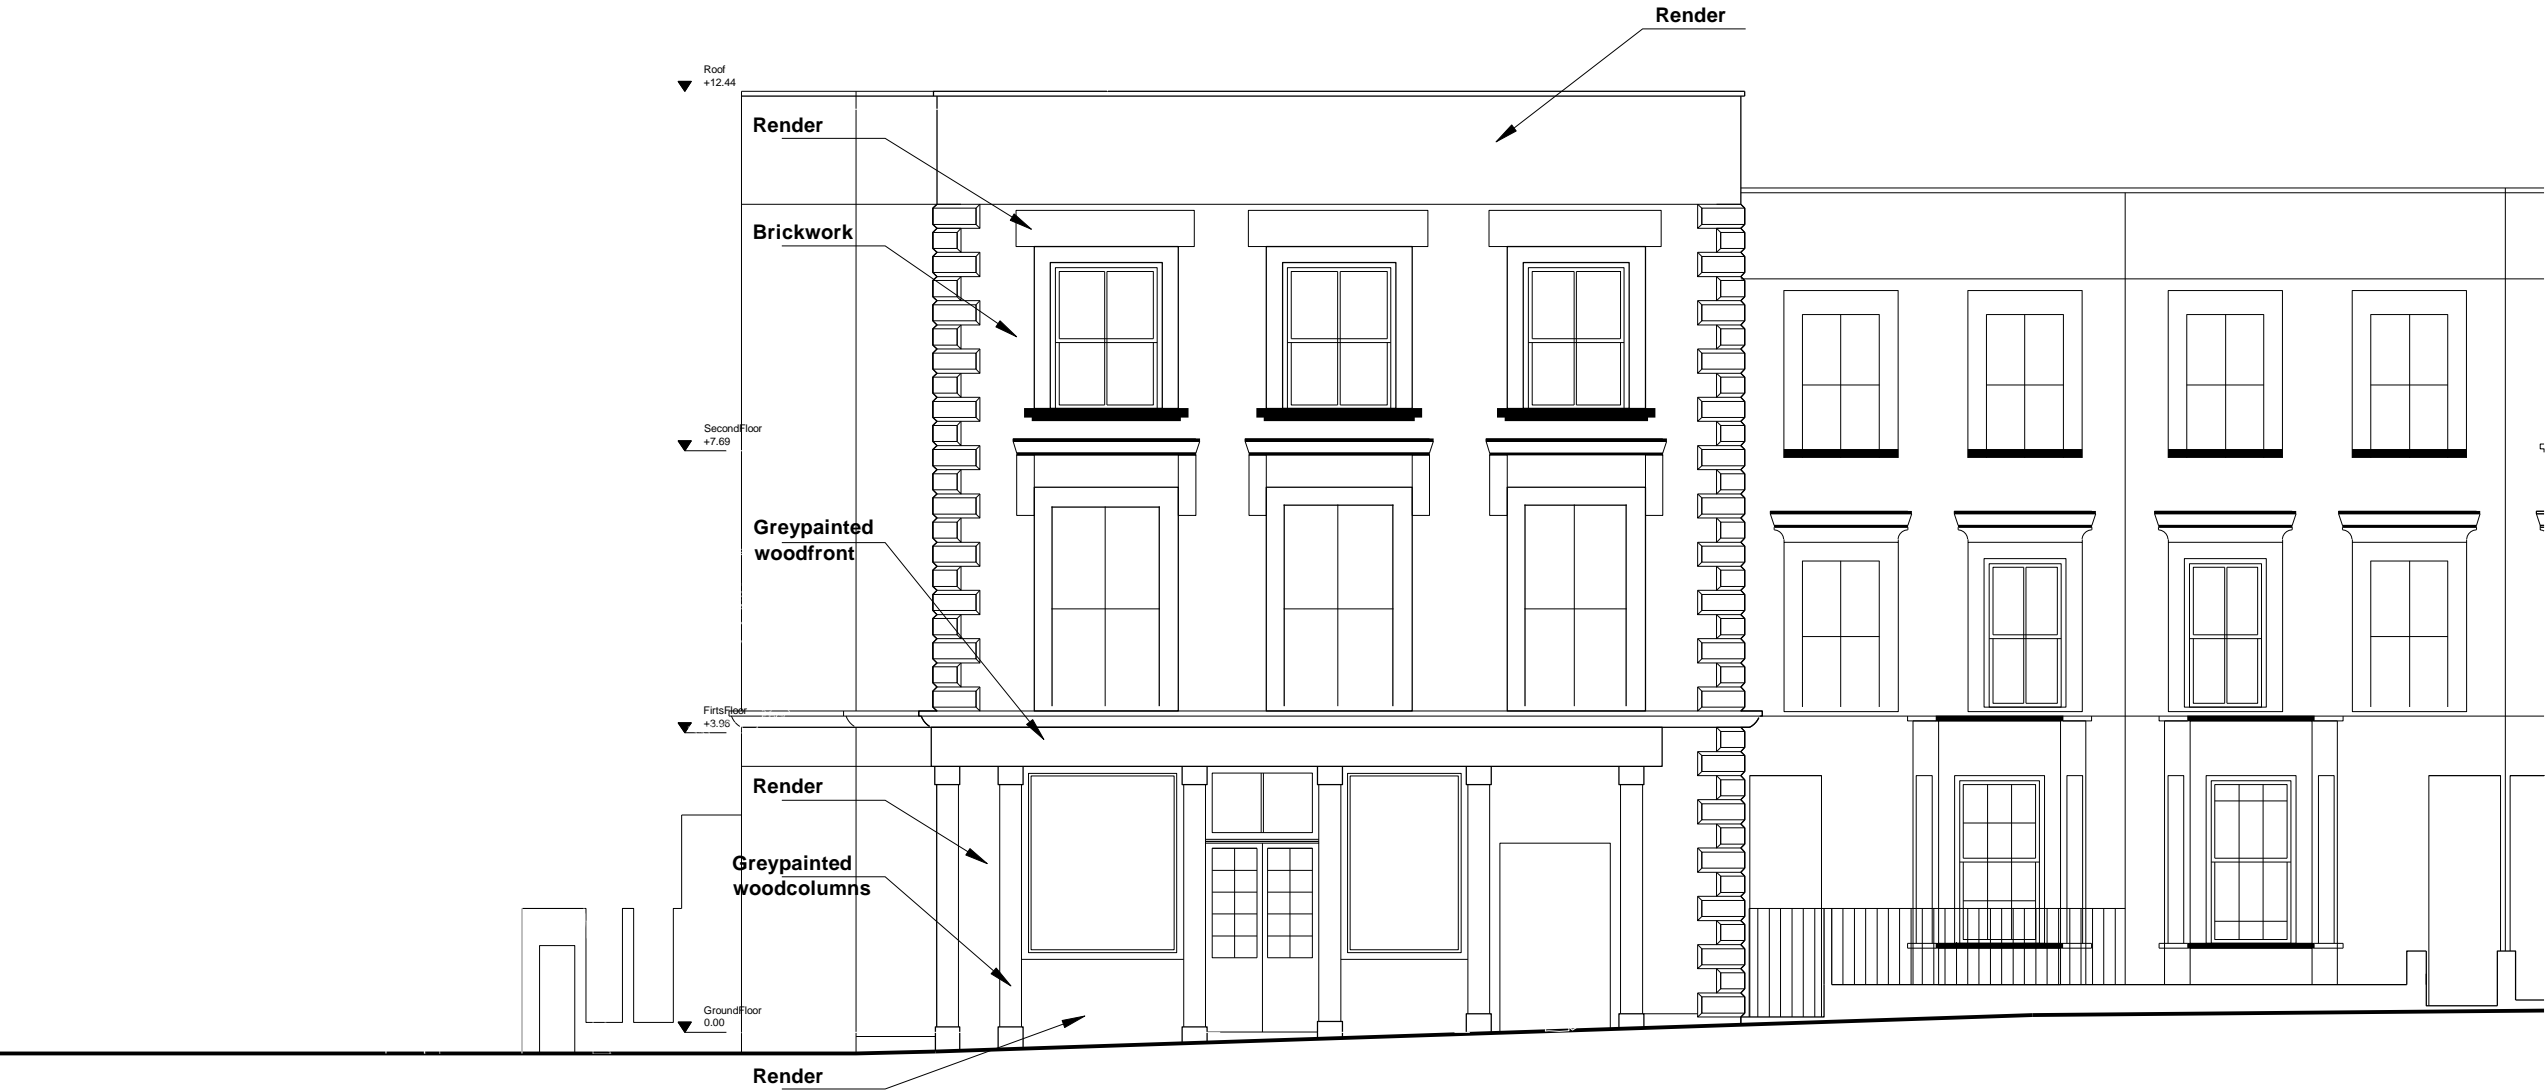 Render
Roof
+12.44
Render
Brickwork
SecondFloor
+7.69
Greypainted
woodfront
FirtsFloor
+3.96
Render
Greypainted
woodcolumns
GroundFloor
0.00
Render